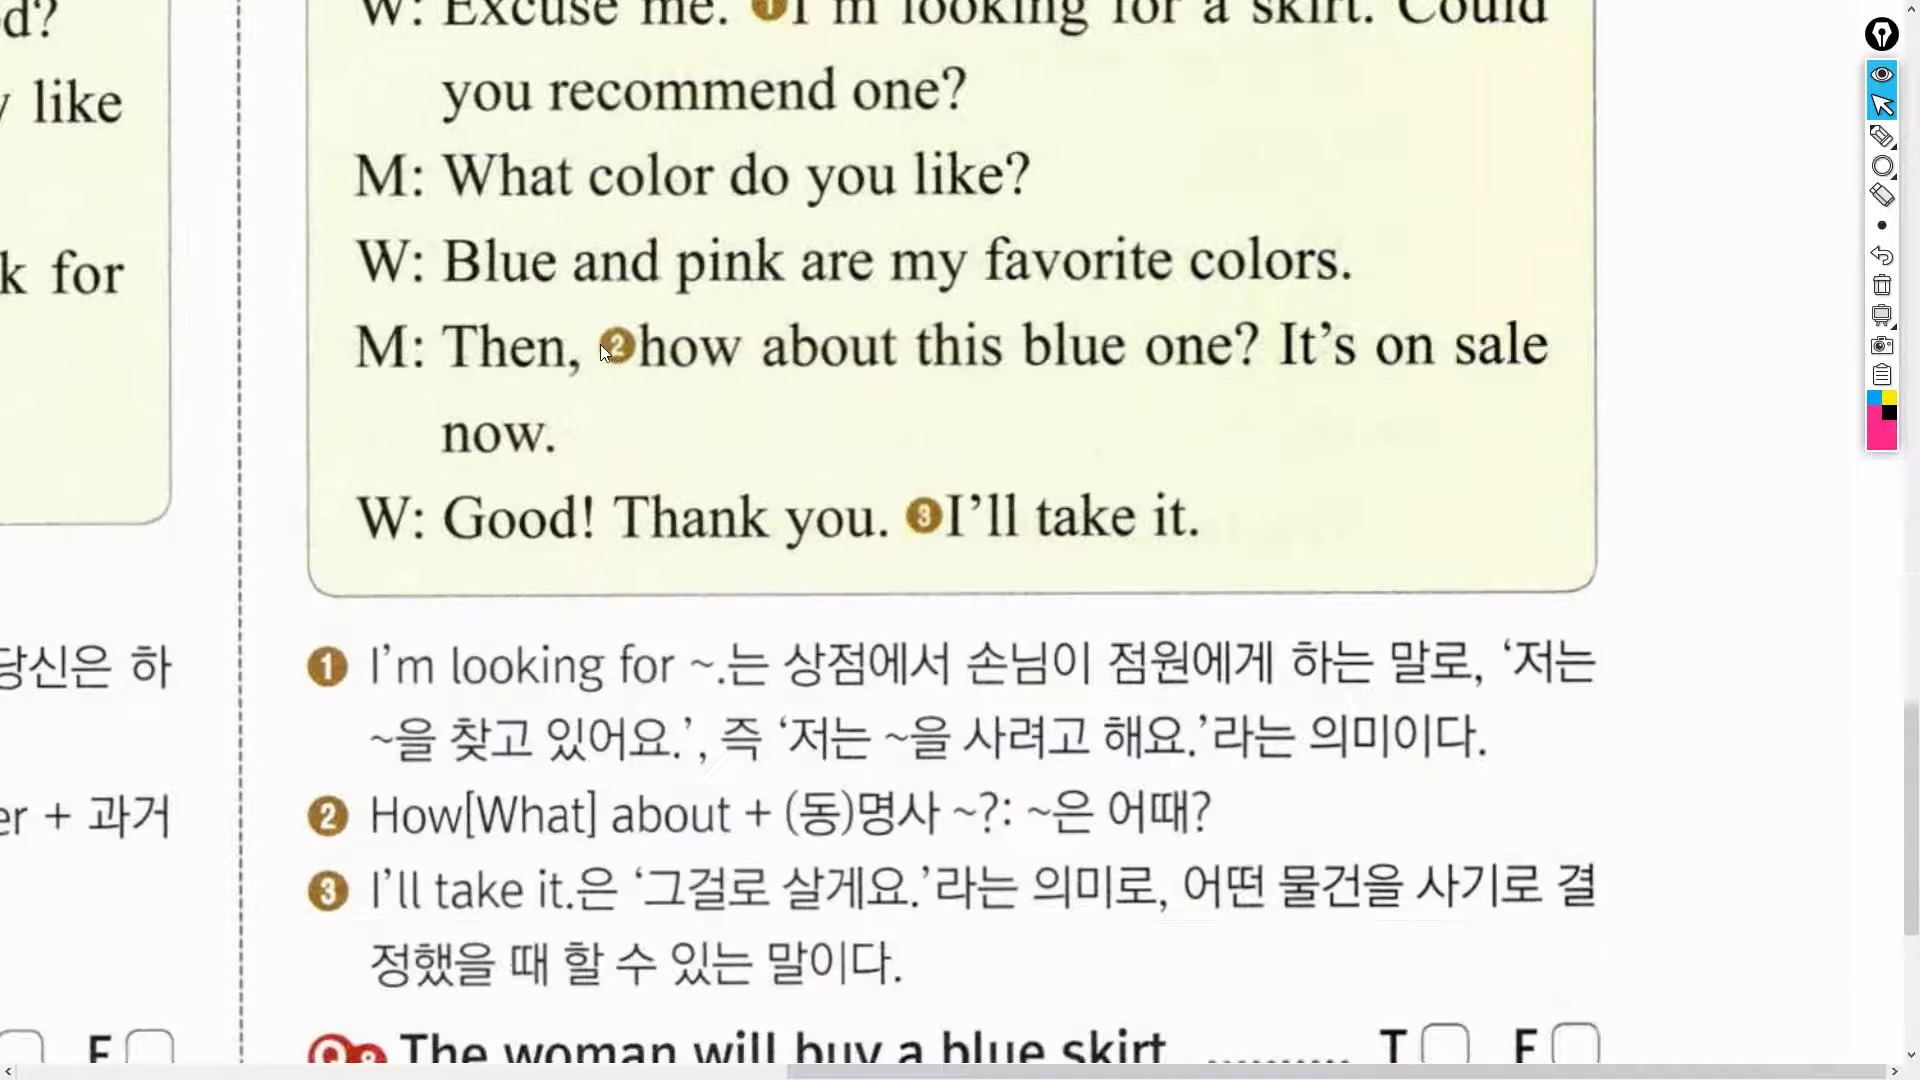 d?
like
k for
당신은 하
er + 과거
F
W: Excuse me. ❶I'm looking for a skirt. Could
you recommend one?
M: What color do you like?
W: Blue and pink are my favorite colors.
M: Then, ❷how about this blue one? It's on sale
now.
W: Good! Thank you. ❸I'll take it.
❶ I'm looking for ~.는 상점에서 손님이 점원에게 하는 말로, ‘저는
~을 찾고 있어요.’, 즉 ‘저는 ~을 사려고 해요.’라는 의미이다.
❷ How[What] about + (동)명사 ~?: ~은 어때?
❸ I'll take it.은 ‘그걸로 살게요.’라는 의미로, 어떤 물건을 사기로 결
정했을 때 할 수 있는 말이다.
The woman will buy a blue skirt. .......... T F